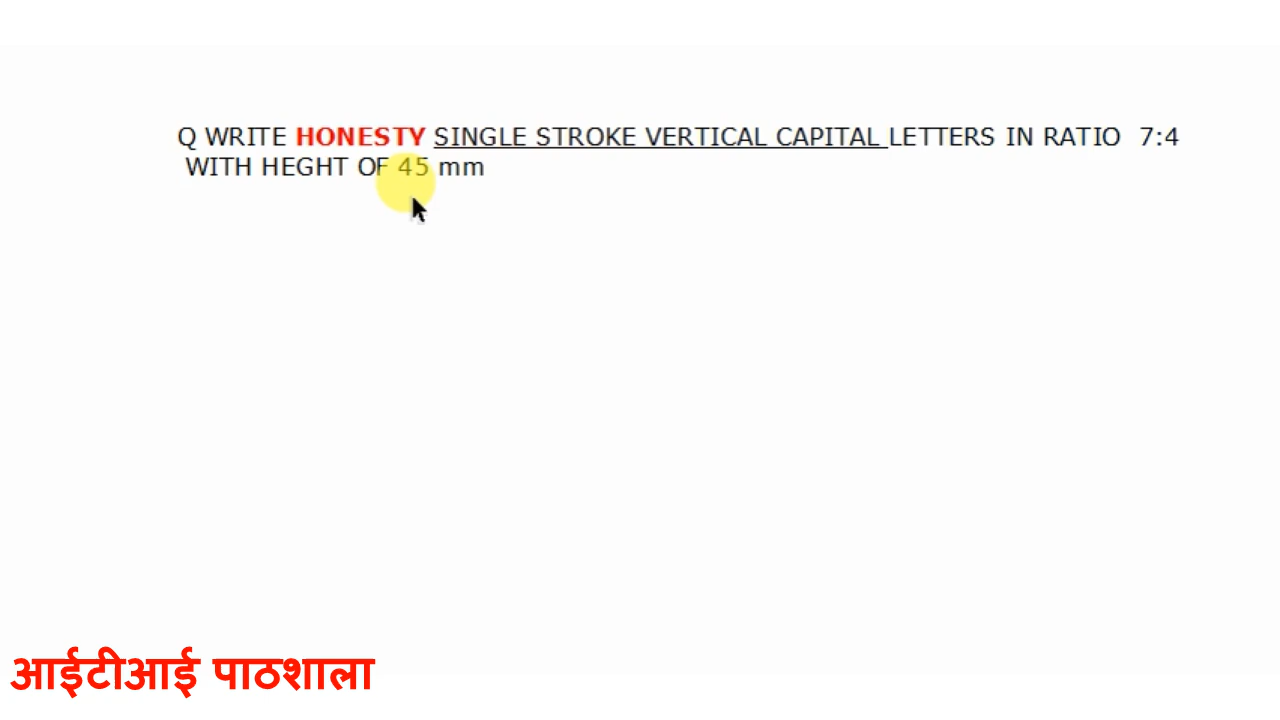 Q WRITE HONESTY SINGLE STROKE VERTICAL CAPITAL LETTERS IN RATIO 7:4
WITH HEGHT OF 45 mm
आईटीआई पाठशाला